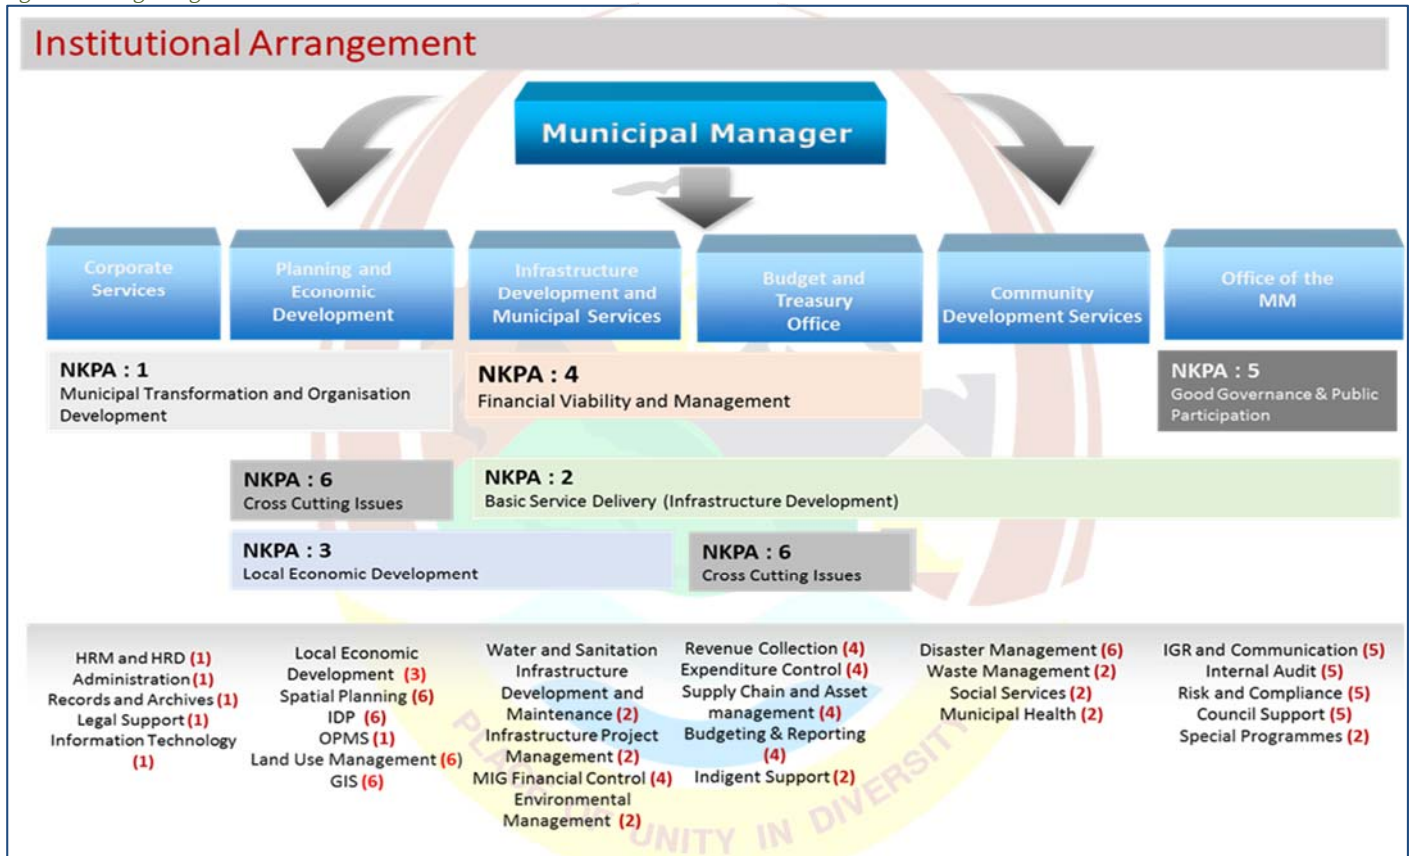 Institutional Arrangement
Municipal Manager
Corporate
Services
Planning and
Economic
Development
Infrastructure
Development and
Municipal Services
Budget and
Treasury
Office
Community
Development Services
Office of the
MM
NKPA : 1
Municipal Transformation and Organisation
Development
NKPA : 4
Financial Viability and Management
NKPA : 5
Good Governance & Public
Participation
NKPA : 6
Cross Cutting Issues
NKPA : 2
Basic Service Delivery (Infrastructure Development)
NKPA : 3
Local Economic Development
NKPA : 6
Cross Cutting Issues
HRM and HRD (1)
Administration (1)
Records and Archives (1)
Legal Support (1)
Information Technology
(1)
Local Economic
Development (3)
Spatial Planning (6)
IDP (6)
OPMS (1)
Land Use Management (6)
GIS (6)
Water and Sanitation
Infrastructure
Development and
Maintenance (2)
Infrastructure Project
Management (2)
MIG Financial Control (4)
Environmental
Management (2)
Revenue Collection (4)
Expenditure Control (4)
Supply Chain and Asset
management (4)
Budgeting & Reporting
(4)
Indigent Support (2)
Disaster Management (6)
Waste Management (2)
Social Services (2)
Municipal Health (2)
IGR and Communication (5)
Internal Audit (5)
Risk and Compliance (5)
Council Support (5)
Special Programmes (2)
PLACE OF UNITY IN DIVERSITY